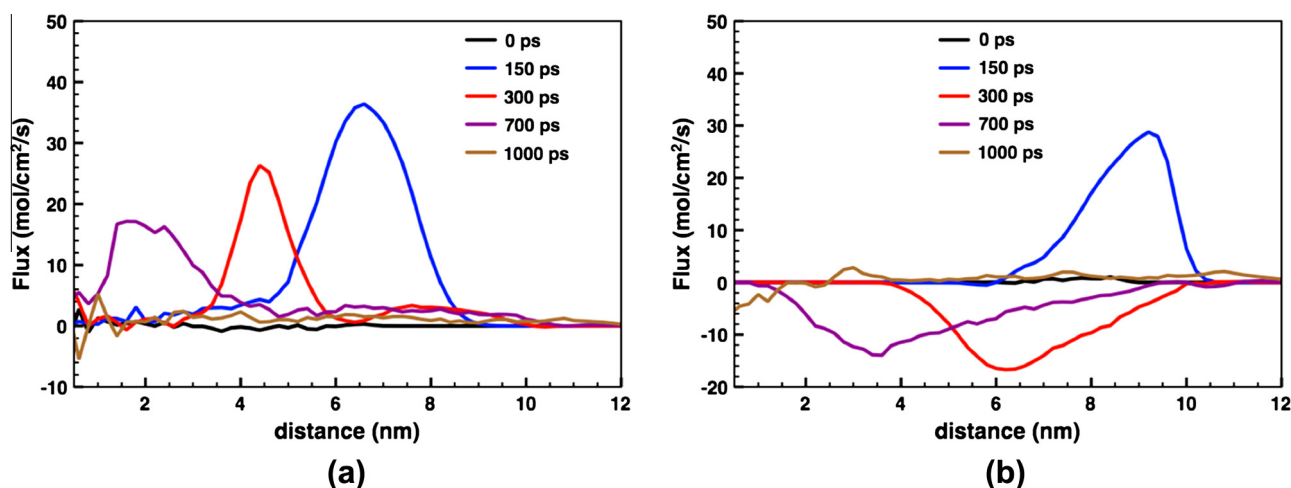 50
40
30
20
10
0
-10
Flux (mol/cm²/s)
0 ps
150 ps
300 ps
700 ps
1000 ps
2 4 6 8 10 12
distance (nm)
(a)
50
40
30
20
10
0
-10
-20
Flux (mol/cm²/s)
0 ps
150 ps
300 ps
700 ps
1000 ps
2 4 6 8 10 12
distance (nm)
(b)